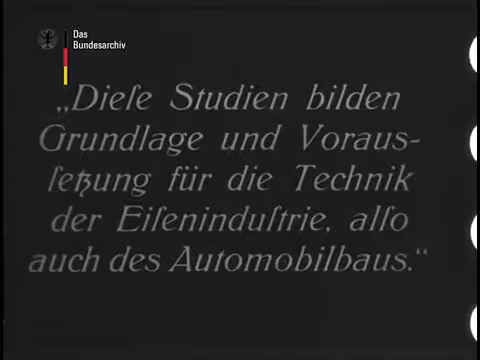 Das
Bundesarchiv
„Dieſe Studien bilden
Grundlage und Voraus-
ſetzung für die Technik
der Eiſeninduſtrie, alſo
auch des Automobilbaus.“